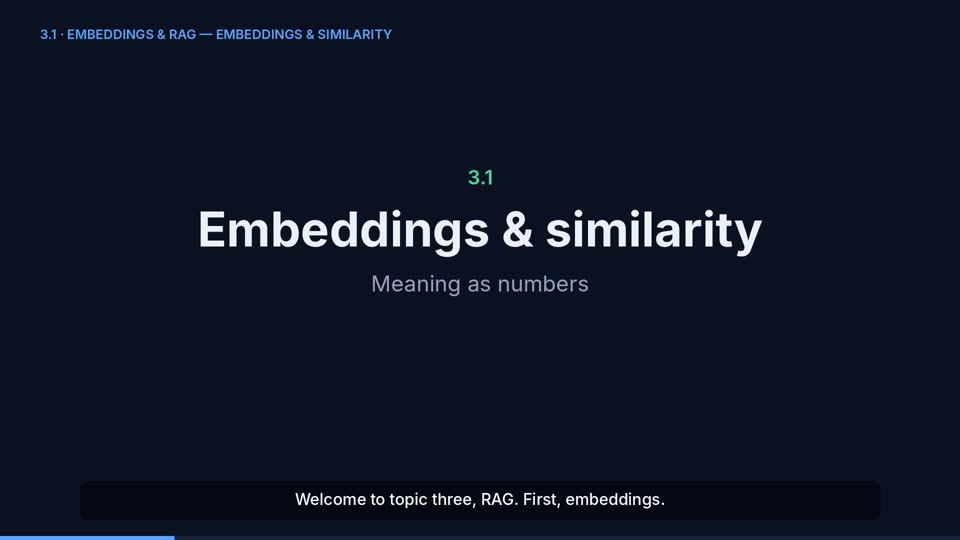 3.1 · EMBEDDINGS & RAG — EMBEDDINGS & SIMILARITY
3.1
Embeddings & similarity
Meaning as numbers
Welcome to topic three, RAG. First, embeddings.